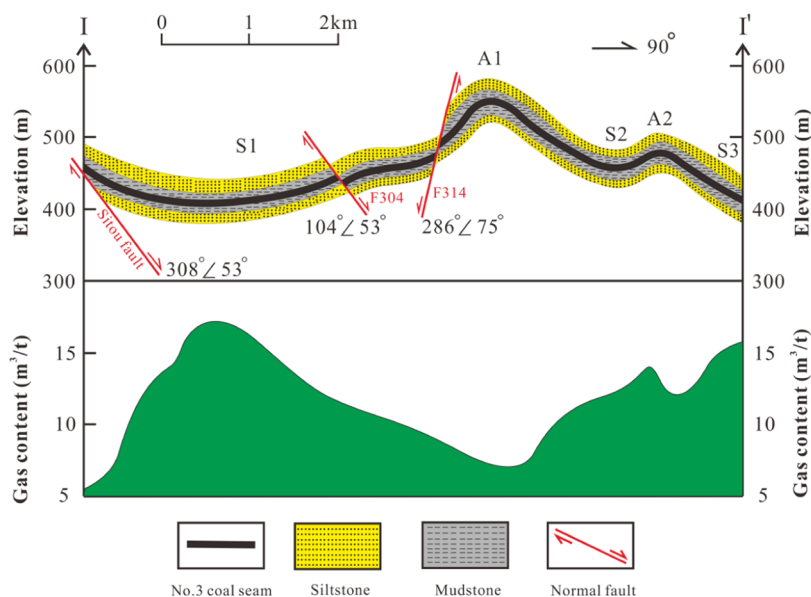 I
I'
0 1 2km
90°
600
500
400
300
15
10
5
Elevation (m)
Gas content (m³/t)
S1
A1
S2
A2
S3
Sitou fault
308°∠53°
F304
104°∠53°
F314
286°∠75°
600
500
400
300
15
10
5
Elevation (m)
Gas content (m³/t)
No.3 coal seam
Siltstone
Mudstone
Normal fault